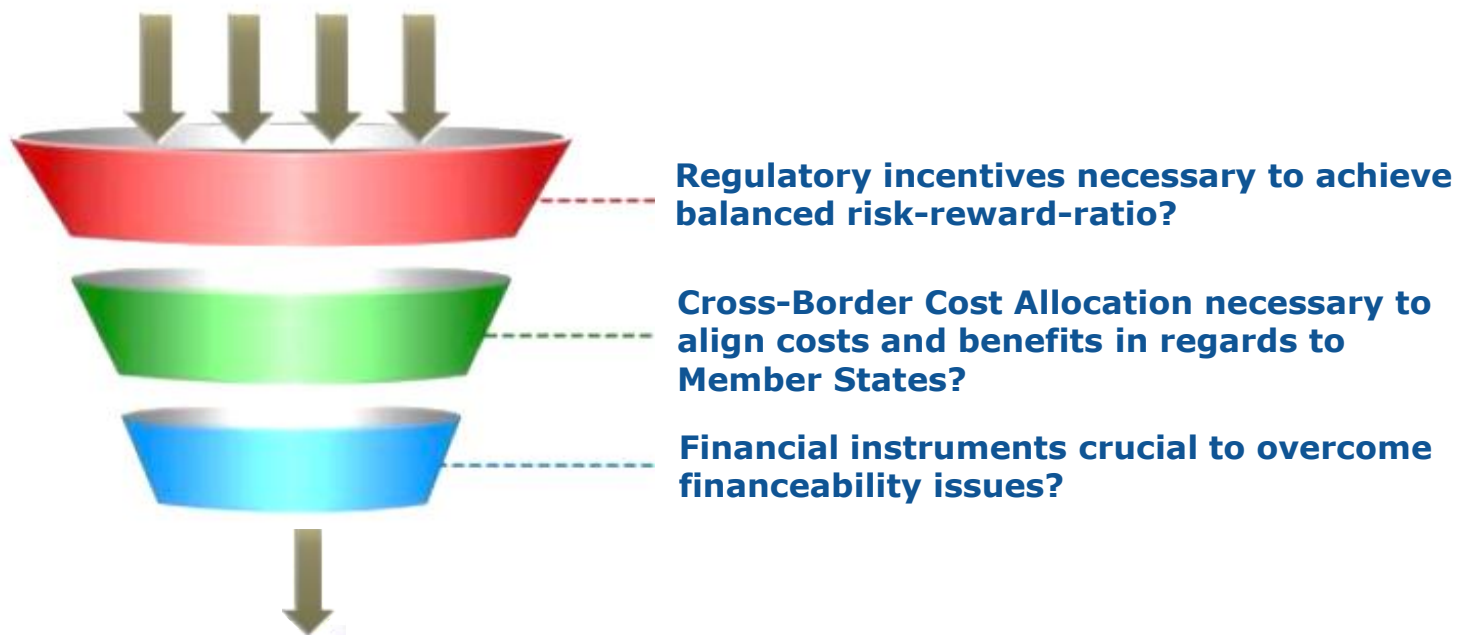 Regulatory incentives necessary to achieve
balanced risk-reward-ratio?
Cross-Border Cost Allocation necessary to
align costs and benefits in regards to
Member States?
Financial instruments crucial to overcome
financeability issues?